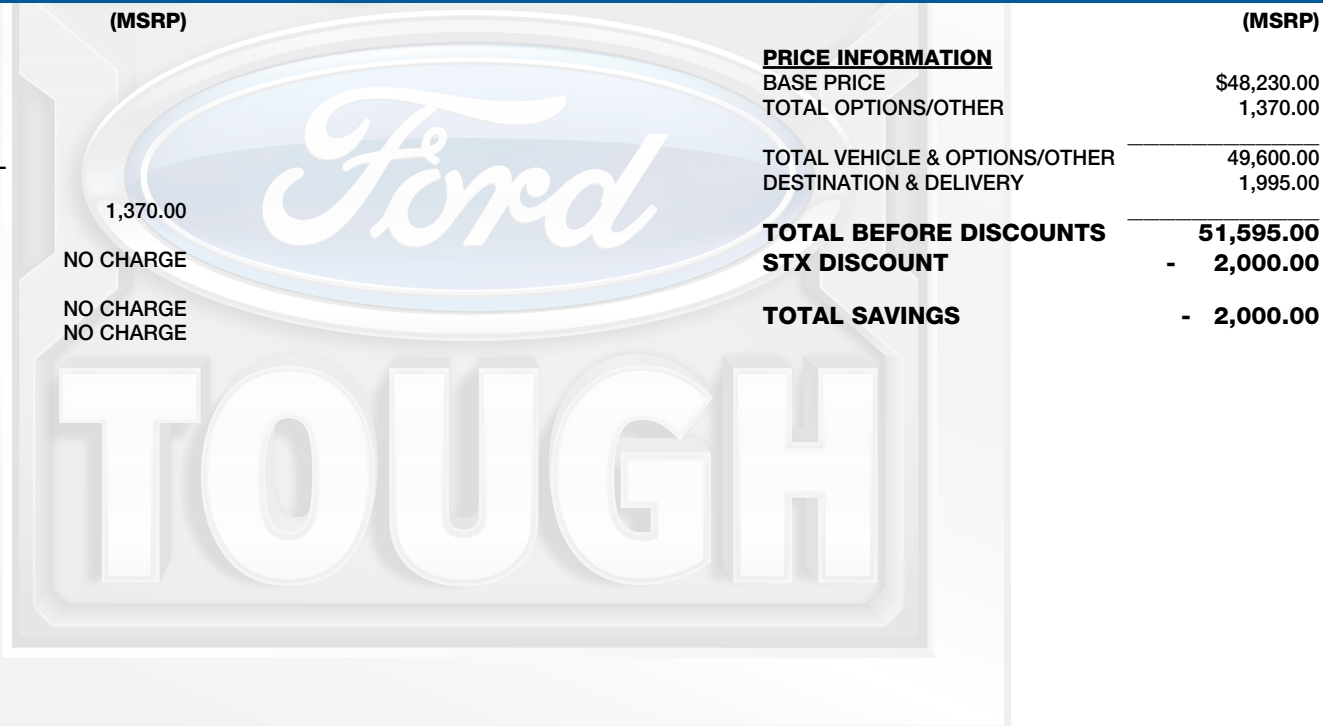 (MSRP)
1,370.00
NO CHARGE
NO CHARGE
NO CHARGE
Ford
TOUGH
(MSRP)
PRICE INFORMATION
BASE PRICE $48,230.00
TOTAL OPTIONS/OTHER 1,370.00
TOTAL VEHICLE & OPTIONS/OTHER 49,600.00
DESTINATION & DELIVERY 1,995.00
TOTAL BEFORE DISCOUNTS 51,595.00
STX DISCOUNT - 2,000.00
TOTAL SAVINGS - 2,000.00